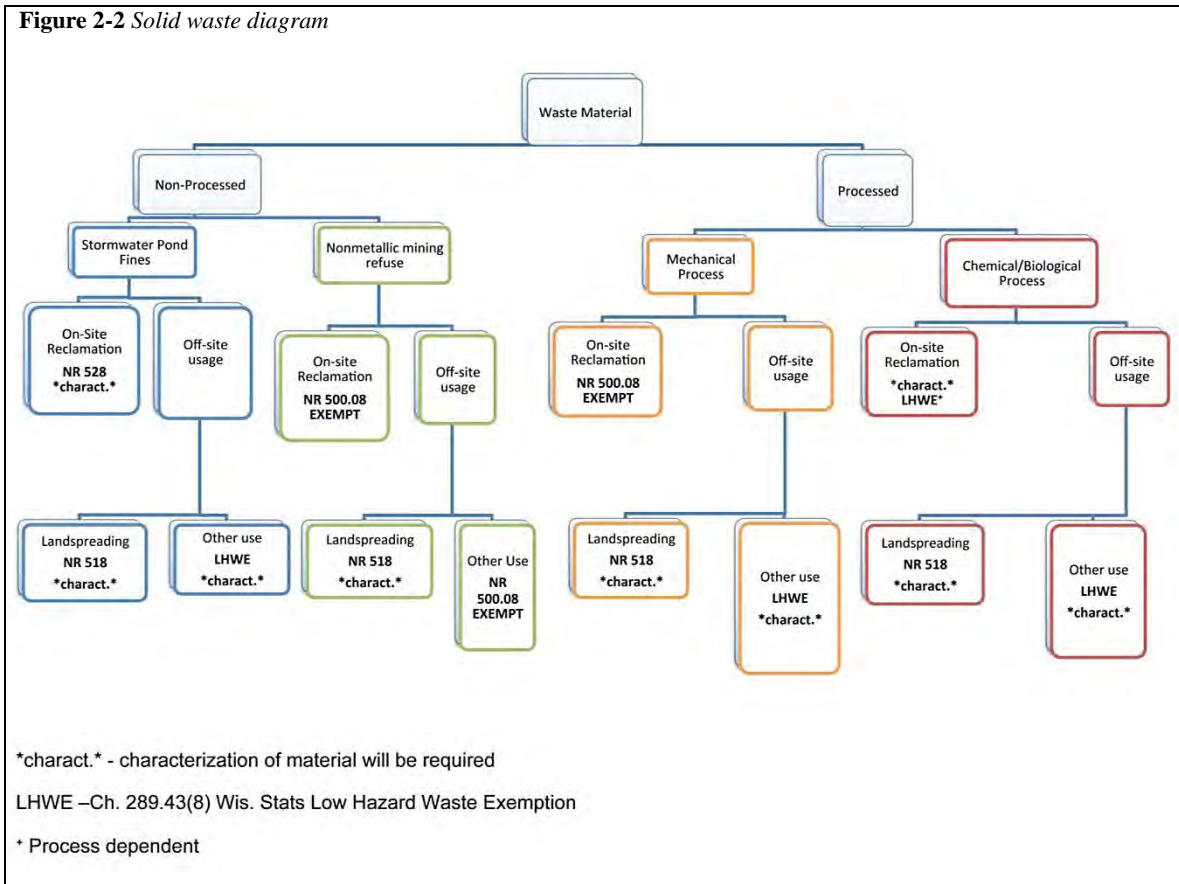 Figure 2-2 Solid waste diagram
Waste Material
Non-Processed
Processed
Stormwater Pond
Fines
Nonmetallic mining
refuse
Mechanical
Process
Chemical/Biological
Process
On-Site
Reclamation
NR 528
*charact.*
Off-site
usage
On-site
Reclamation
NR 500.08
EXEMPT
Off-site
usage
On-site
Reclamation
NR 500.08
EXEMPT
Off-site
usage
On-site
Reclamation
*charact.*
LHWE⁺
Off-site
usage
Landspreading
NR 518
*charact.*
Other use
LHWE
*charact.*
Landspreading
NR 518
*charact.*
Other Use
NR
500.08
EXEMPT
Landspreading
NR 518
*charact.*
Other use
LHWE
*charact.*
Landspreading
NR 518
*charact.*
Other use
LHWE
*charact.*
*charact.* - characterization of material will be required
LHWE –Ch. 289.43(8) Wis. Stats Low Hazard Waste Exemption
⁺ Process dependent